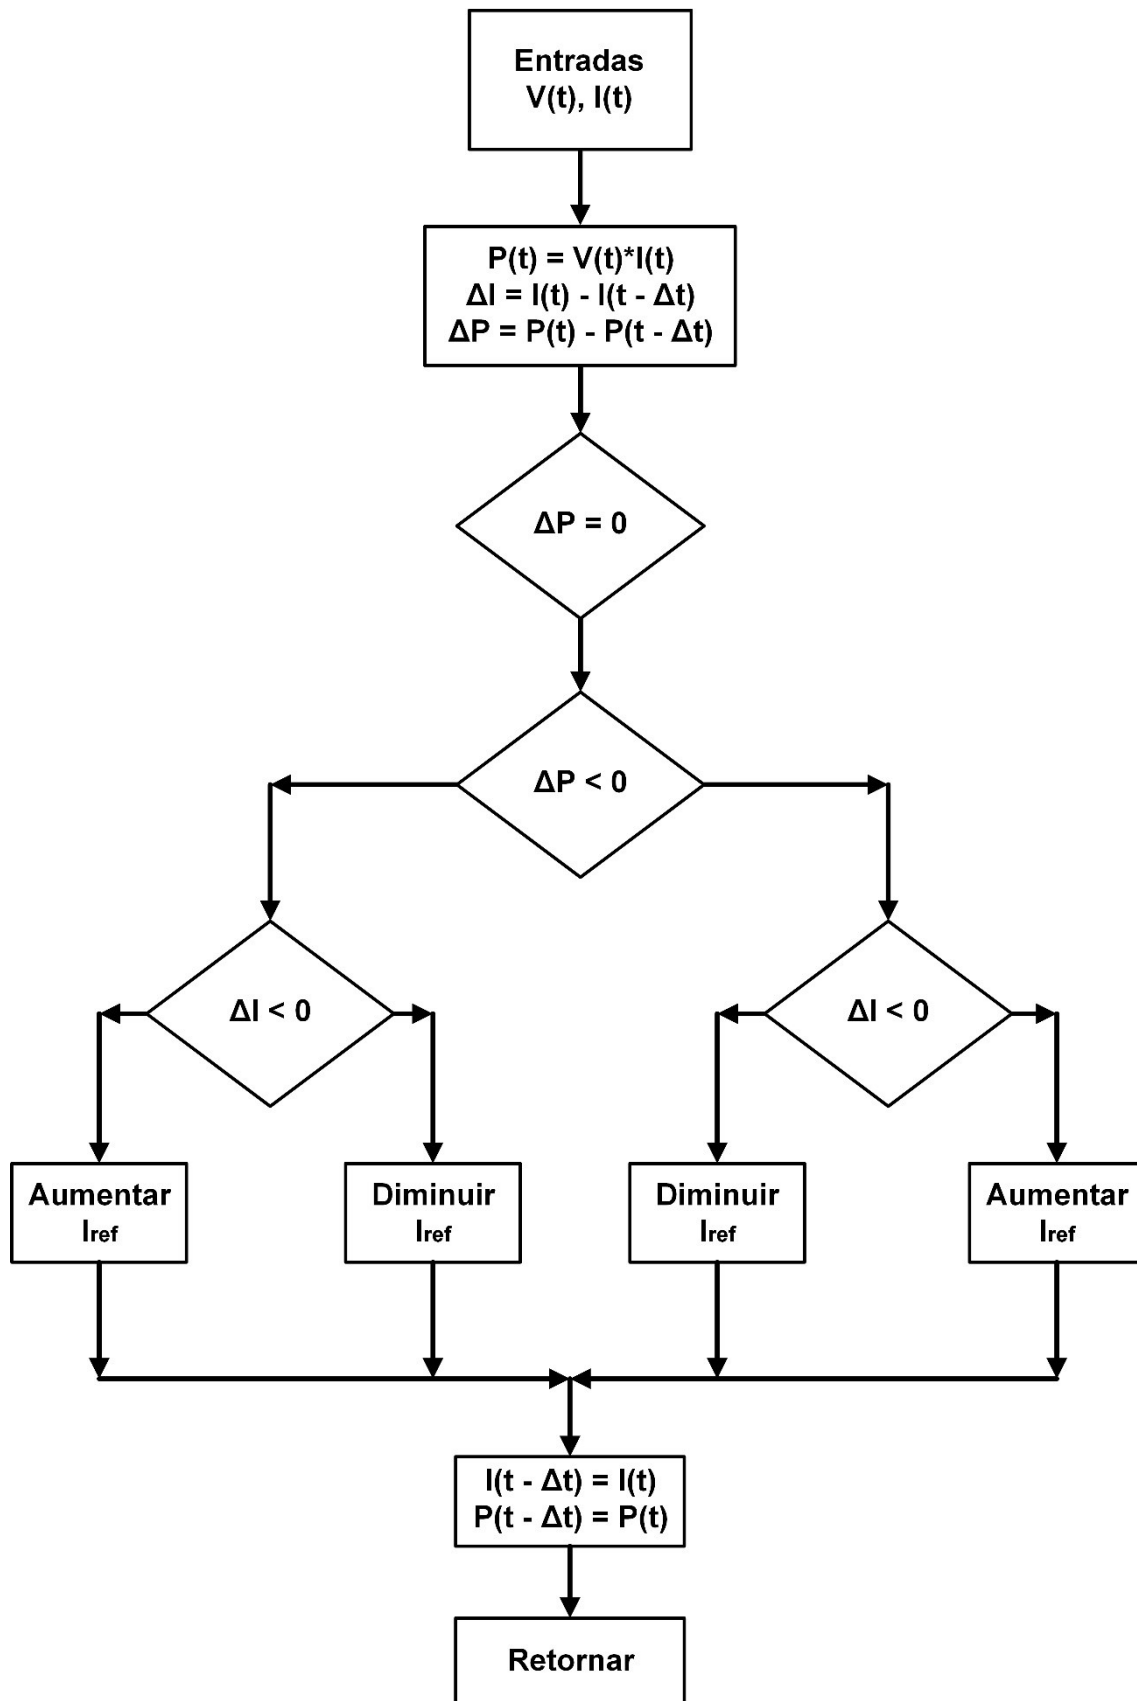 Entradas
V(t), I(t)
P(t) = V(t)*I(t)
ΔI = I(t) - I(t - Δt)
ΔP = P(t) - P(t - Δt)
ΔP = 0
ΔP < 0
ΔI < 0
ΔI < 0
Aumentar
Iref
Diminuir
Iref
Diminuir
Iref
Aumentar
Iref
I(t - Δt) = I(t)
P(t - Δt) = P(t)
Retornar